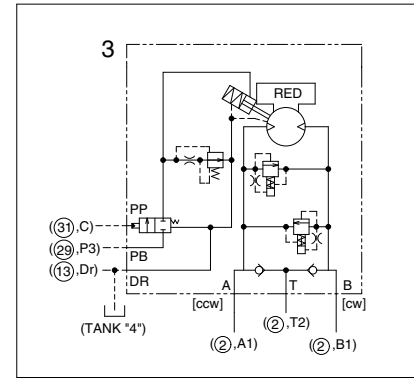 3
RED
PP
((31),C)
((29),P3)
PB
((13),Dr)
DR
A
T
B
[ccw]
[cw]
(TANK "4")
((2),A1)
((2),T2)
((2),B1)